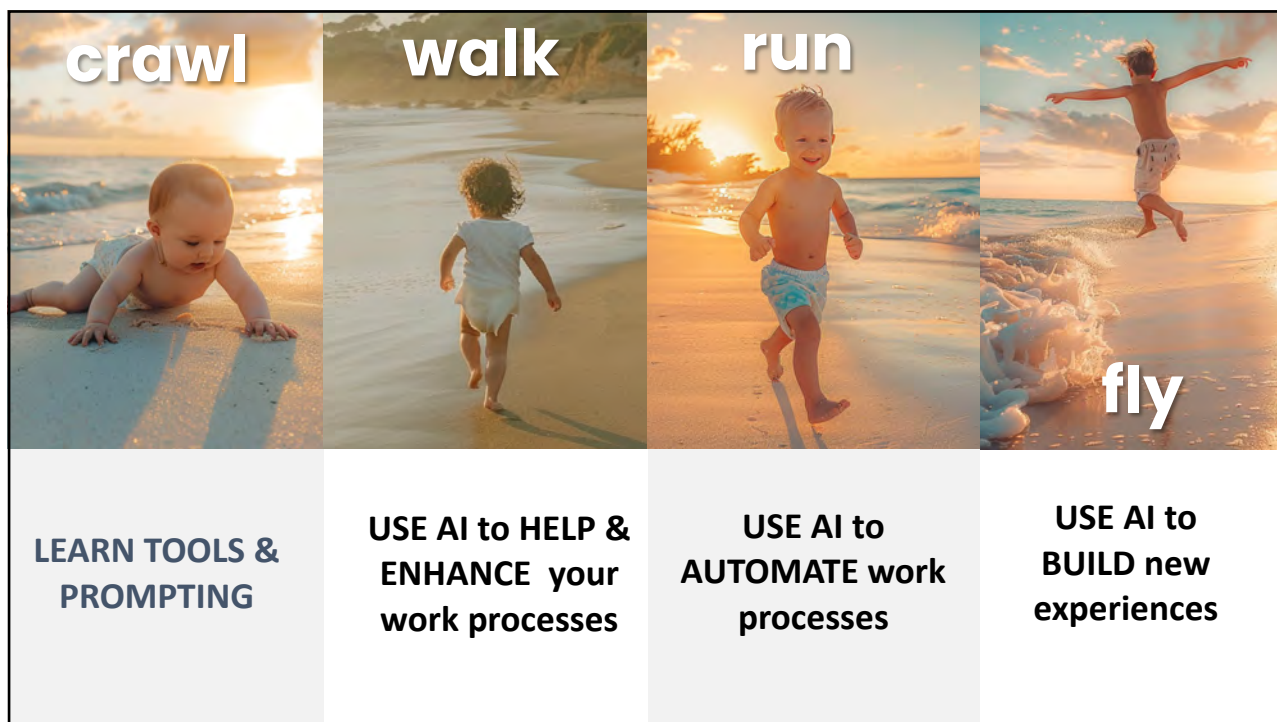 crawl
walk
run
fly
LEARN TOOLS &
PROMPTING
USE AI to HELP &
ENHANCE  your
work processes
USE AI to
AUTOMATE work
processes
USE AI to
BUILD new
experiences